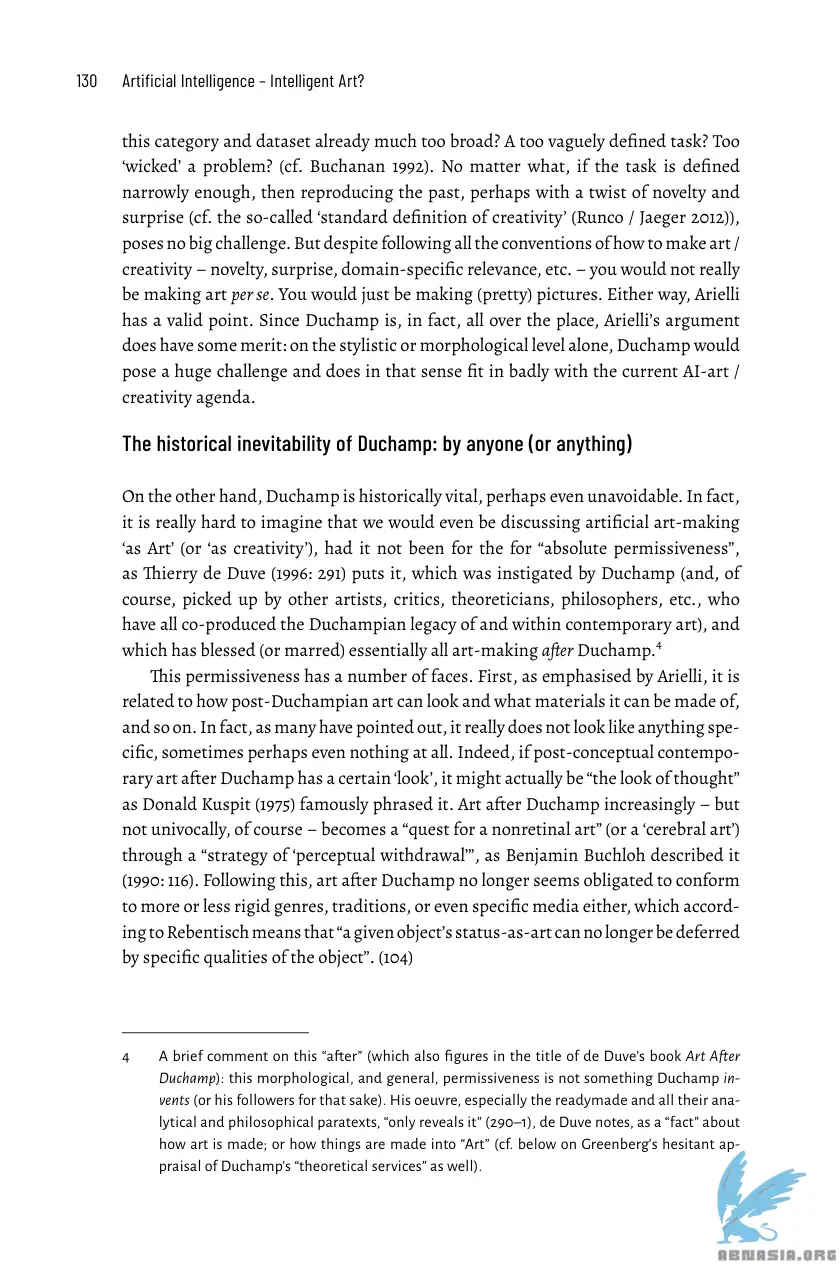 130 Artificial Intelligence – Intelligent Art?
this category and dataset already much too broad? A too vaguely defined task? Too
‘wicked’ a problem? (cf. Buchanan 1992). No matter what, if the task is defined
narrowly enough, then reproducing the past, perhaps with a twist of novelty and
surprise (cf. the so-called ‘standard definition of creativity’ (Runco / Jaeger 2012)),
poses no big challenge. But despite following all the conventions of how to make art /
creativity – novelty, surprise, domain-specific relevance, etc. – you would not really
be making art per se. You would just be making (pretty) pictures. Either way, Arielli
has a valid point. Since Duchamp is, in fact, all over the place, Arielli’s argument
does have some merit: on the stylistic or morphological level alone, Duchamp would
pose a huge challenge and does in that sense fit in badly with the current AI-art /
creativity agenda.
The historical inevitability of Duchamp: by anyone (or anything)
On the other hand, Duchamp is historically vital, perhaps even unavoidable. In fact,
it is really hard to imagine that we would even be discussing artificial art-making
‘as Art’ (or ‘as creativity’), had it not been for the for “absolute permissiveness”,
as Thierry de Duve (1996: 291) puts it, which was instigated by Duchamp (and, of
course, picked up by other artists, critics, theoreticians, philosophers, etc., who
have all co-produced the Duchampian legacy of and within contemporary art), and
which has blessed (or marred) essentially all art-making after Duchamp.⁴
This permissiveness has a number of faces. First, as emphasised by Arielli, it is
related to how post-Duchampian art can look and what materials it can be made of,
and so on. In fact, as many have pointed out, it really does not look like anything spe-
cific, sometimes perhaps even nothing at all. Indeed, if post-conceptual contempo-
rary art after Duchamp has a certain ‘look’, it might actually be “the look of thought”
as Donald Kuspit (1975) famously phrased it. Art after Duchamp increasingly – but
not univocally, of course – becomes a “quest for a nonretinal art” (or a ‘cerebral art’)
through a “strategy of ‘perceptual withdrawal’”, as Benjamin Buchloh described it
(1990: 116). Following this, art after Duchamp no longer seems obligated to conform
to more or less rigid genres, traditions, or even specific media either, which accord-
ing to Rebentisch means that “a given object’s status-as-art can no longer be deferred
by specific qualities of the object”. (104)
4 A brief comment on this “after” (which also figures in the title of de Duve’s book Art After
Duchamp): this morphological, and general, permissiveness is not something Duchamp in-
vents (or his followers for that sake). His oeuvre, especially the readymade and all their ana-
lytical and philosophical paratexts, “only reveals it” (290–1), de Duve notes, as a “fact” about
how art is made; or how things are made into “Art” (cf. below on Greenberg’s hesitant ap-
praisal of Duchamp’s “theoretical services” as well).
ABNASIA.ORG